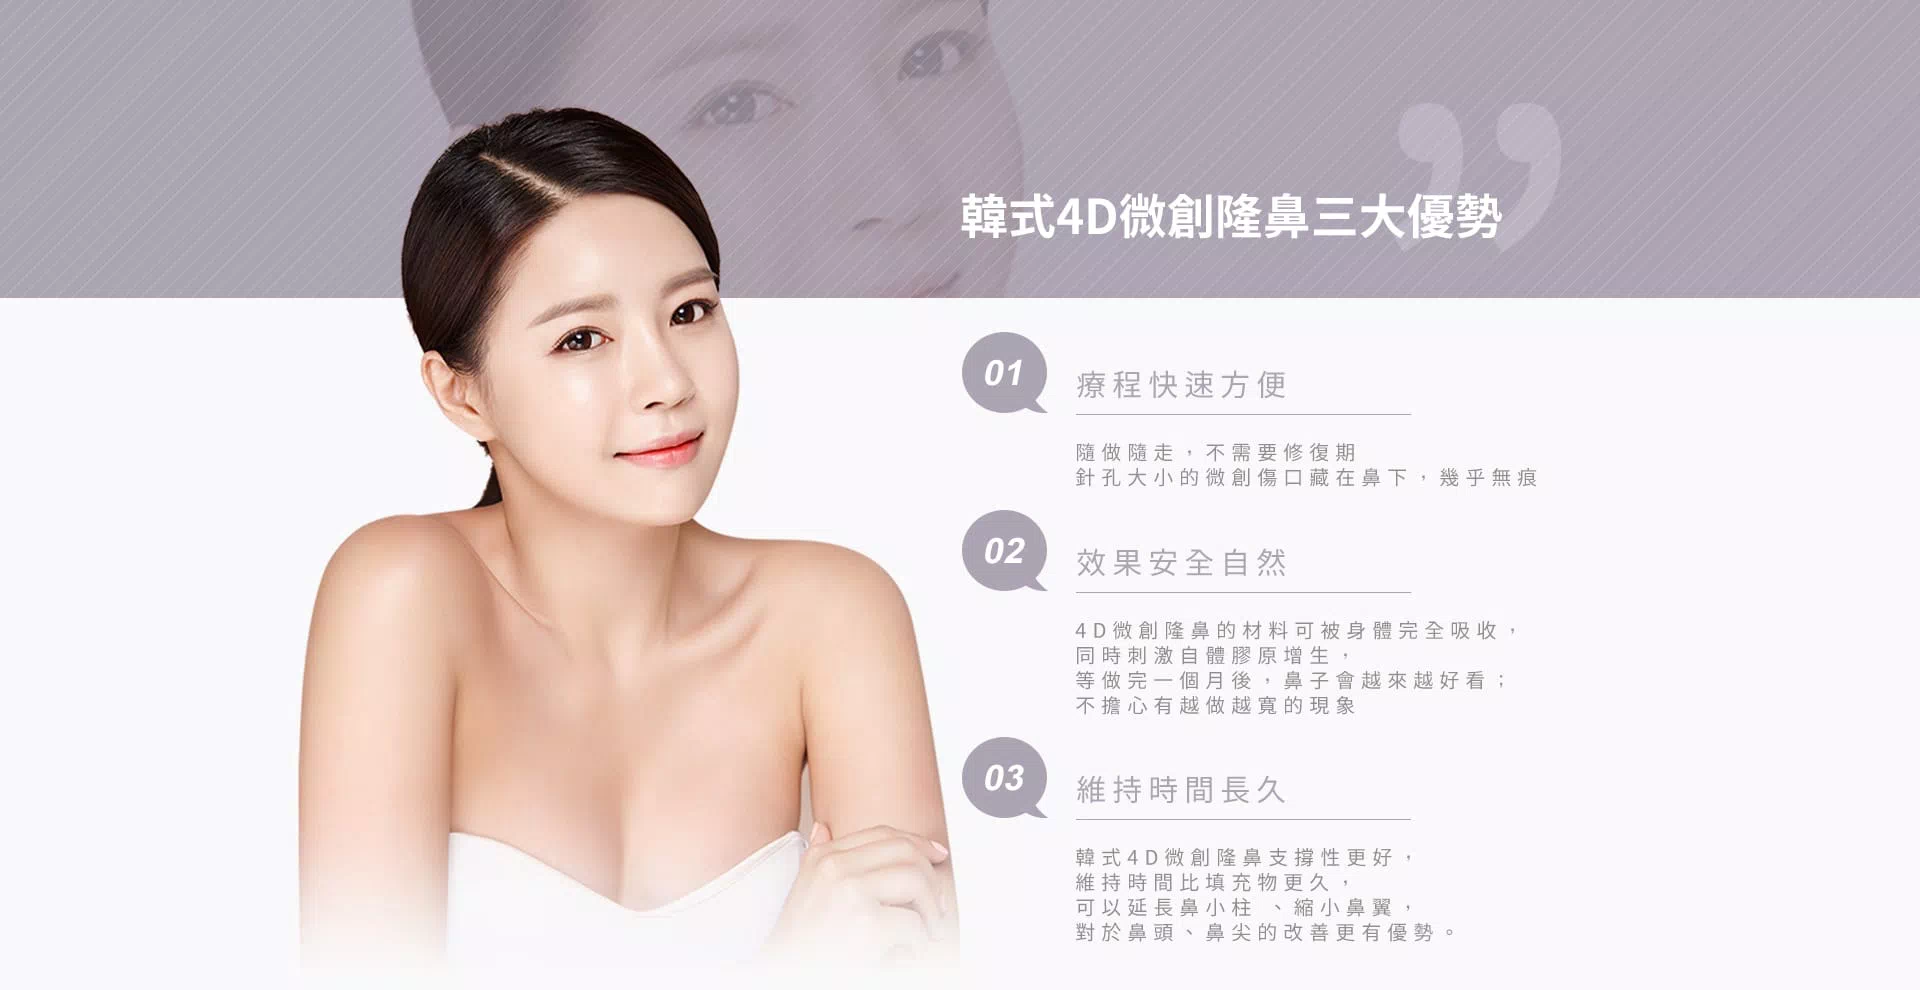 韓式4D微創隆鼻三大優勢
01
療程快速方便
隨做隨走，不需要修復期
針孔大小的微創傷口藏在鼻下，幾乎無痕
02
效果安全自然
4D微創隆鼻的材料可被身體完全吸收，
同時刺激自體膠原增生，
等做完一個月後，鼻子會越來越好看；
不擔心有越做越寬的現象
03
維持時間長久
韓式4D微創隆鼻支撐性更好，
維持時間比填充物更久，
可以延長鼻小柱、縮小鼻翼，
對於鼻頭、鼻尖的改善更有優勢。